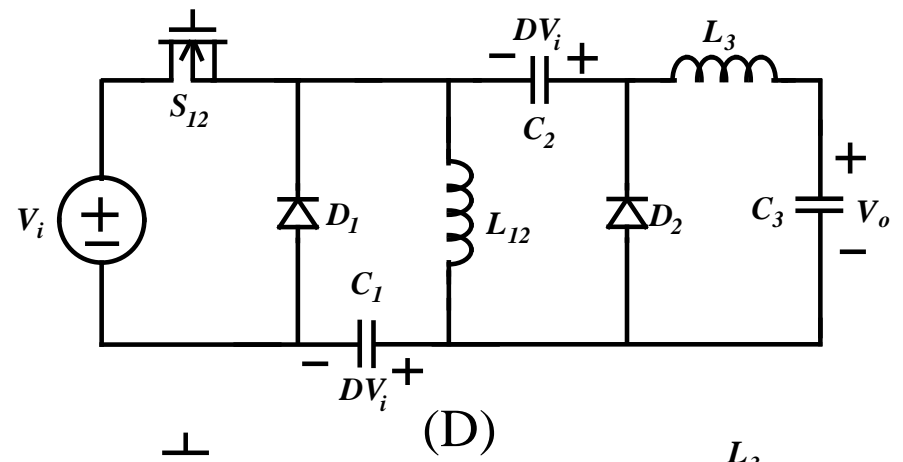 DV_i
L_3
S_12
C_2
V_i
D_1
L_12
D_2
C_3
V_o
C_1
DV_i
(D)